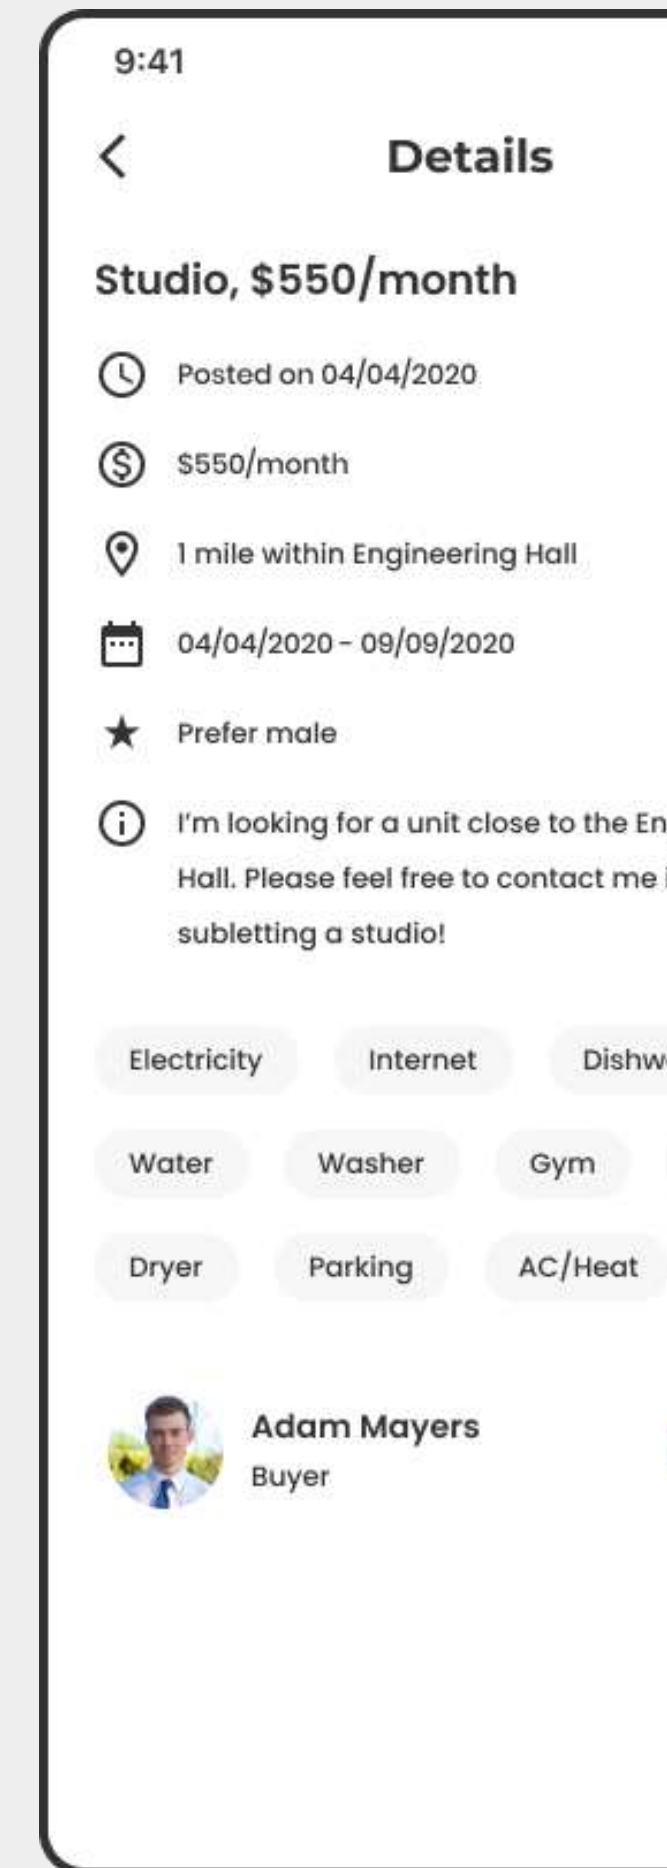 9:41
Details
Studio, $550/month
Posted on 04/04/2020
$550/month
1 mile within Engineering Hall
04/04/2020 - 09/09/2020
Prefer male
I'm looking for a unit close to the En
Hall. Please feel free to contact me
subletting a studio!
Electricity Internet Dishw
Water Washer Gym
Dryer Parking AC/Heat
Adam Mayers
Buyer